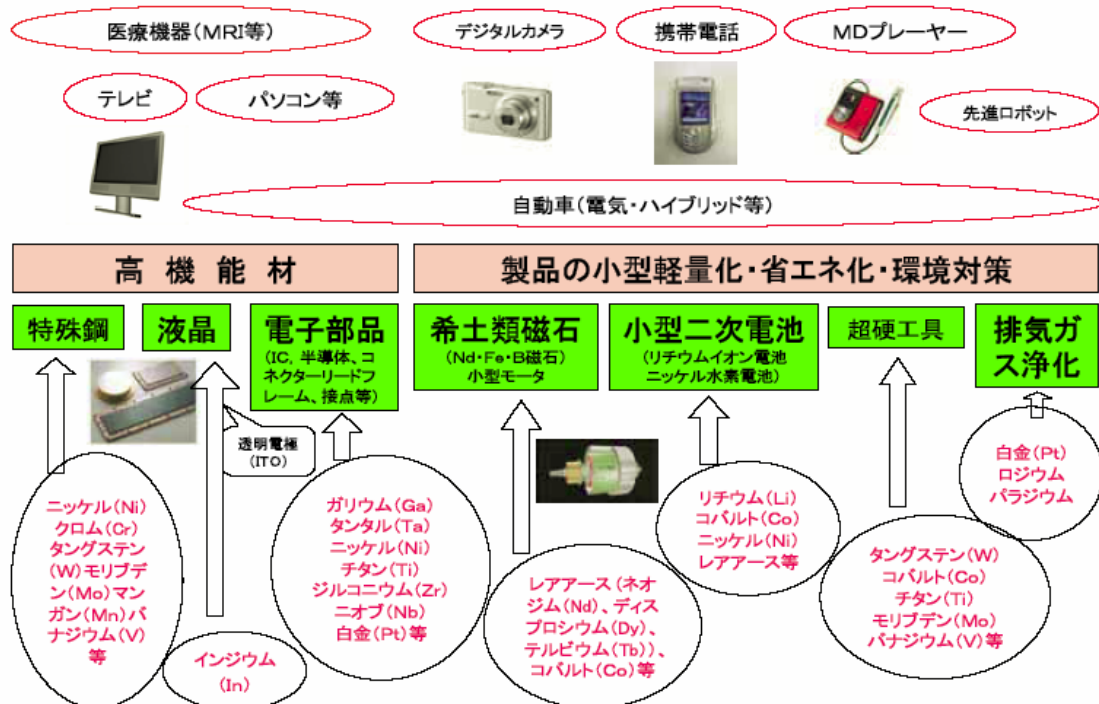 医療機器(MRI等)
デジタルカメラ
携帯電話
MDプレーヤー
テレビ
パソコン等
先進ロボット
自動車(電気・ハイブリッド等)
高機能材
製品の小型軽量化・省エネ化・環境対策
特殊鋼
液晶
電子部品
(IC, 半導体、コ
ネクターリードフ
レーム、接点等)
希土類磁石
(Nd・Fe・B磁石)
小型モータ
小型二次電池
(リチウムイオン電池
ニッケル水素電池)
超硬工具
排気ガ
ス浄化
透明電極
(ITO)
ニッケル(Ni)
クロム(Cr)
タングステン
(W)モリブデ
ン(Mo)マン
ガン(Mn)バ
ナジウム(V)
等
インジウム
(In)
ガリウム(Ga)
タンタル(Ta)
ニッケル(Ni)
チタン(Ti)
ジルコニウム(Zr)
ニオブ(Nb)
白金(Pt)等
レアアース(ネオ
ジム(Nd)、ディス
プロシウム(Dy)、
テルビウム(Tb))、
コバルト(Co)等
リチウム(Li)
コバルト(Co)
ニッケル(Ni)
レアアース等
タングステン(W)
コバルト(Co)
チタン(Ti)
モリブデン(Mo)
バナジウム(V)等
白金(Pt)
ロジウム
パラジウム